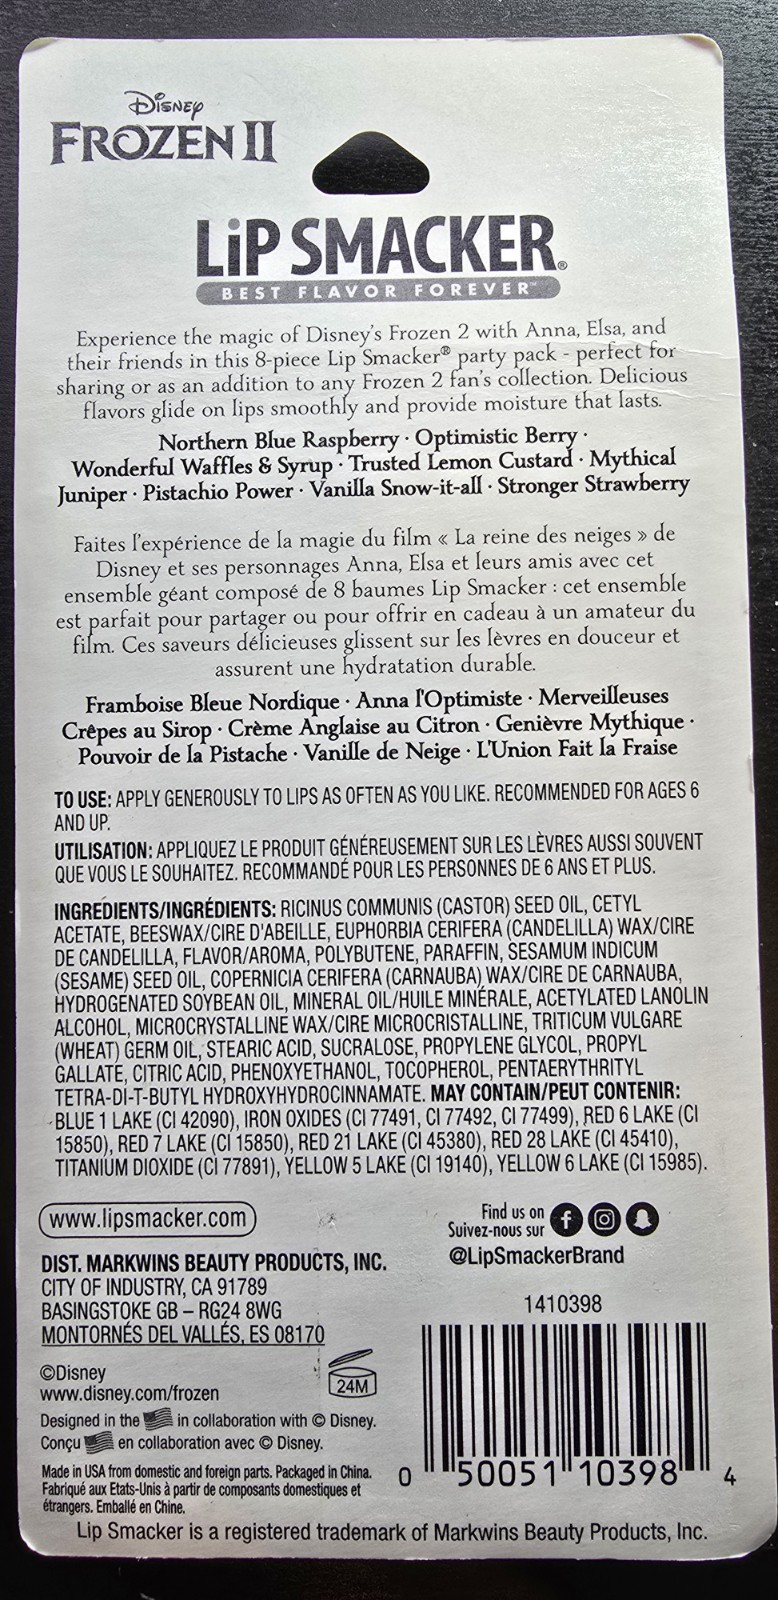 Disney
FROZEN II
LiP SMACKER®
BEST FLAVOR FOREVER™
Experience the magic of Disney's Frozen 2 with Anna, Elsa, and
their friends in this 8-piece Lip Smacker® party pack - perfect for
sharing or as an addition to any Frozen 2 fan's collection. Delicious
flavors glide on lips smoothly and provide moisture that lasts.
Northern Blue Raspberry · Optimistic Berry ·
Wonderful Waffles & Syrup · Trusted Lemon Custard · Mythical
Juniper · Pistachio Power · Vanilla Snow-it-all · Stronger Strawberry
Faites l'expérience de la magie du film « La reine des neiges » de
Disney et ses personnages Anna, Elsa et leurs amis avec cet
ensemble géant composé de 8 baumes Lip Smacker : cet ensemble
est parfait pour partager ou pour offrir en cadeau à un amateur du
film. Ces saveurs délicieuses glissent sur les lèvres en douceur et
assurent une hydratation durable.
Framboise Bleue Nordique · Anna l'Optimiste · Merveilleuses
Crêpes au Sirop · Crème Anglaise au Citron · Genièvre Mythique ·
Pouvoir de la Pistache · Vanille de Neige · L'Union Fait la Fraise
TO USE: APPLY GENEROUSLY TO LIPS AS OFTEN AS YOU LIKE. RECOMMENDED FOR AGES 6
AND UP.
UTILISATION: APPLIQUEZ LE PRODUIT GÉNÉREUSEMENT SUR LES LÈVRES AUSSI SOUVENT
QUE VOUS LE SOUHAITEZ. RECOMMANDÉ POUR LES PERSONNES DE 6 ANS ET PLUS.
INGREDIENTS/INGRÉDIENTS: RICINUS COMMUNIS (CASTOR) SEED OIL, CETYL
ACETATE, BEESWAX/CIRE D'ABEILLE, EUPHORBIA CERIFERA (CANDELILLA) WAX/CIRE
DE CANDELILLA, FLAVOR/AROMA, POLYBUTENE, PARAFFIN, SESAMUM INDICUM
(SESAME) SEED OIL, COPERNICIA CERIFERA (CARNAUBA) WAX/CIRE DE CARNAUBA,
HYDROGENATED SOYBEAN OIL, MINERAL OIL/HUILE MINÉRALE, ACETYLATED LANOLIN
ALCOHOL, MICROCRYSTALLINE WAX/CIRE MICROCRISTALLINE, TRITICUM VULGARE
(WHEAT) GERM OIL, STEARIC ACID, SUCRALOSE, PROPYLENE GLYCOL, PROPYL
GALLATE, CITRIC ACID, PHENOXYETHANOL, TOCOPHEROL, PENTAERYTHRITYL
TETRA-DI-T-BUTYL HYDROXYHYDROCINNAMATE. MAY CONTAIN/PEUT CONTENIR:
BLUE 1 LAKE (CI 42090), IRON OXIDES (CI 77491, CI 77492, CI 77499), RED 6 LAKE (CI
15850), RED 7 LAKE (CI 15850), RED 21 LAKE (CI 45380), RED 28 LAKE (CI 45410),
TITANIUM DIOXIDE (CI 77891), YELLOW 5 LAKE (CI 19140), YELLOW 6 LAKE (CI 15985).
www.lipsmacker.com
Find us on
Suivez-nous sur
@LipSmackerBrand
DIST. MARKWINS BEAUTY PRODUCTS, INC.
CITY OF INDUSTRY, CA 91789
BASINGSTOKE GB – RG24 8WG
MONTORNÉS DEL VALLÉS, ES 08170
1410398
©Disney
www.disney.com/frozen
24M
Designed in the in collaboration with © Disney.
Conçu en collaboration avec © Disney.
Made in USA from domestic and foreign parts. Packaged in China.
Fabriqué aux Etats-Unis à partir de composants domestiques et
étrangers. Emballé en Chine.
0 50051 10398 4
Lip Smacker is a registered trademark of Markwins Beauty Products, Inc.